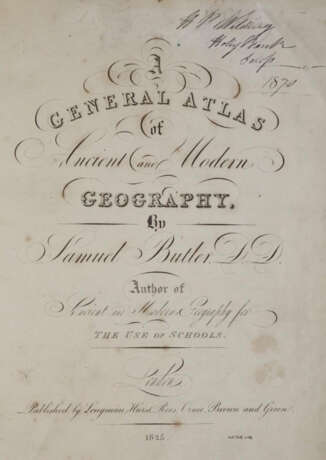 1870
A
GENERAL ATLAS
of
Ancient and Modern
GEOGRAPHY,
By
Samuel Butler, D.D.
Author of
Ancient and Modern Geography for
THE USE OF SCHOOLS.
London
Published by Longman, Hurst, Rees, Orme, Brown and Green.
1825